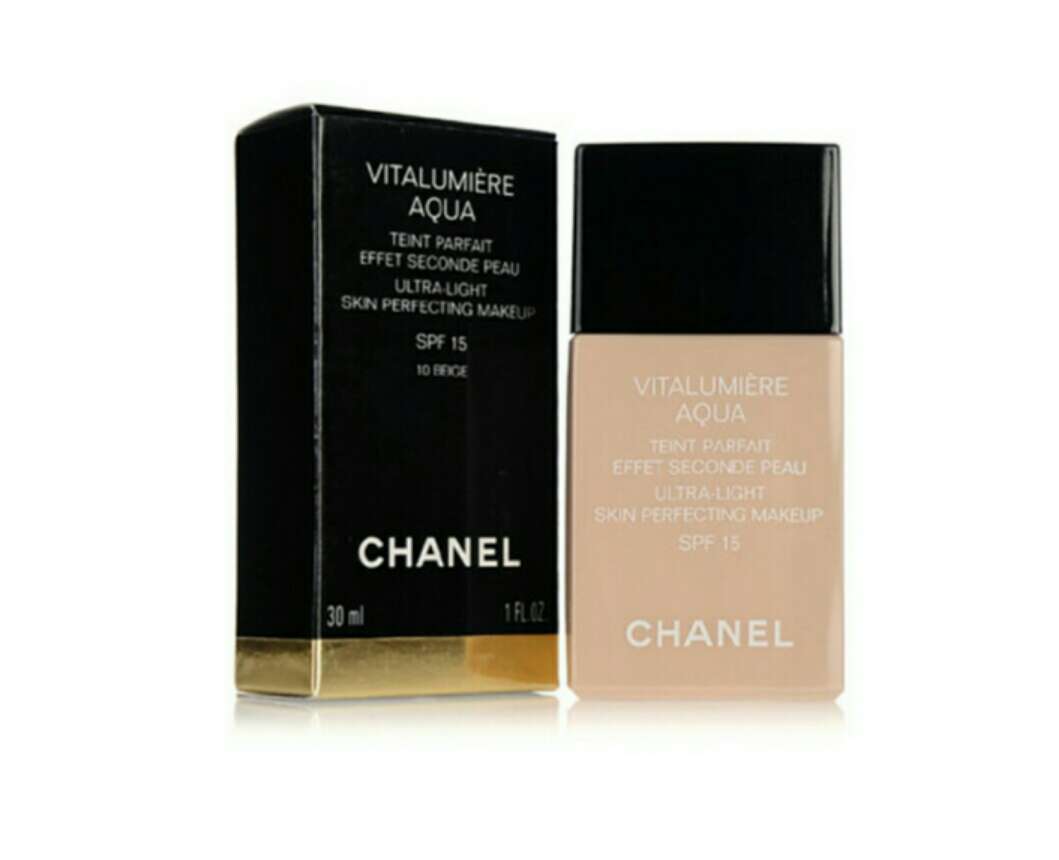 VITALUMIÈRE
AQUA
TEINT PARFAIT
EFFET SECONDE PEAU
ULTRA-LIGHT
SKIN PERFECTING MAKEUP
SPF 15
10 BEIGE
CHANEL
30 ml
1 FL.OZ.
VITALUMIÈRE
AQUA
TEINT PARFAIT
EFFET SECONDE PEAU
ULTRA-LIGHT
SKIN PERFECTING MAKEUP
SPF 15
CHANEL